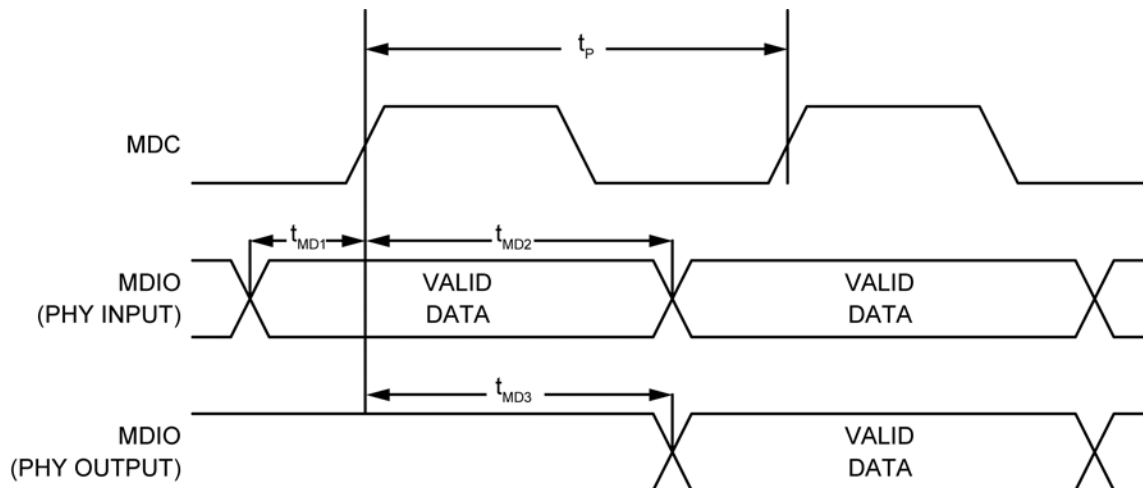 tP
MDC
tMD1
tMD2
MDIO
(PHY INPUT)
VALID
DATA
VALID
DATA
tMD3
MDIO
(PHY OUTPUT)
VALID
DATA